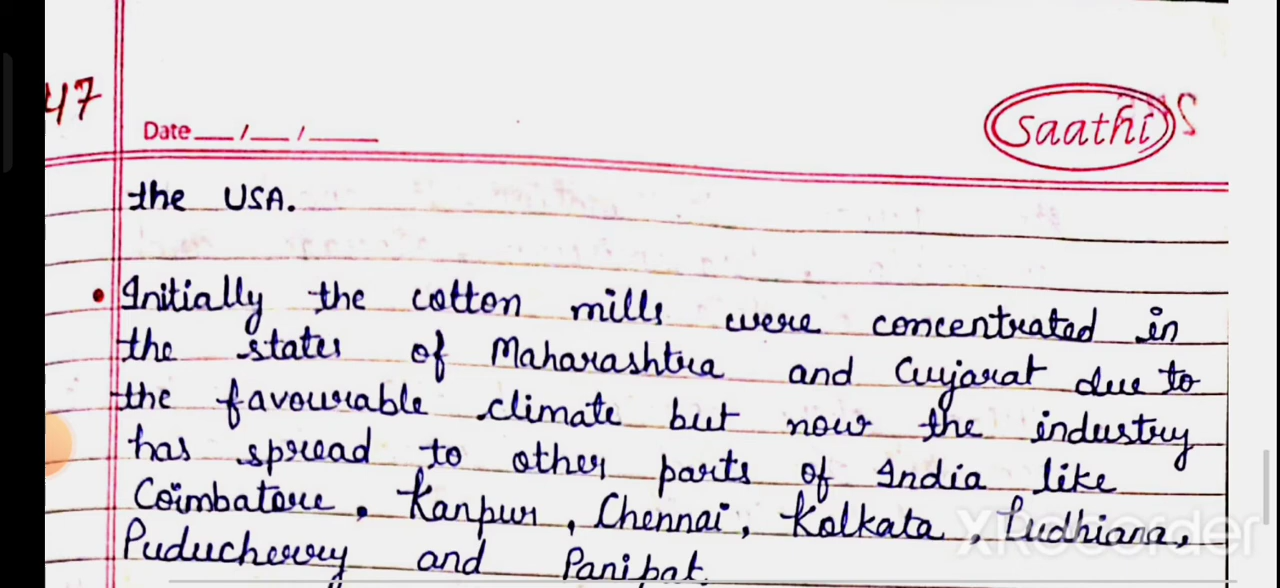 47
Date__/__/____
Saathi
the USA.
• Initially the cotton mills were concentrated in
the states of Maharashtra and Gujarat due to
the favourable climate but now the industry
has spread to other parts of India like
Coimbatore, Kanpur, Chennai, Kolkata, Ludhiana,
XRecorder
Puducherry and Panipat.